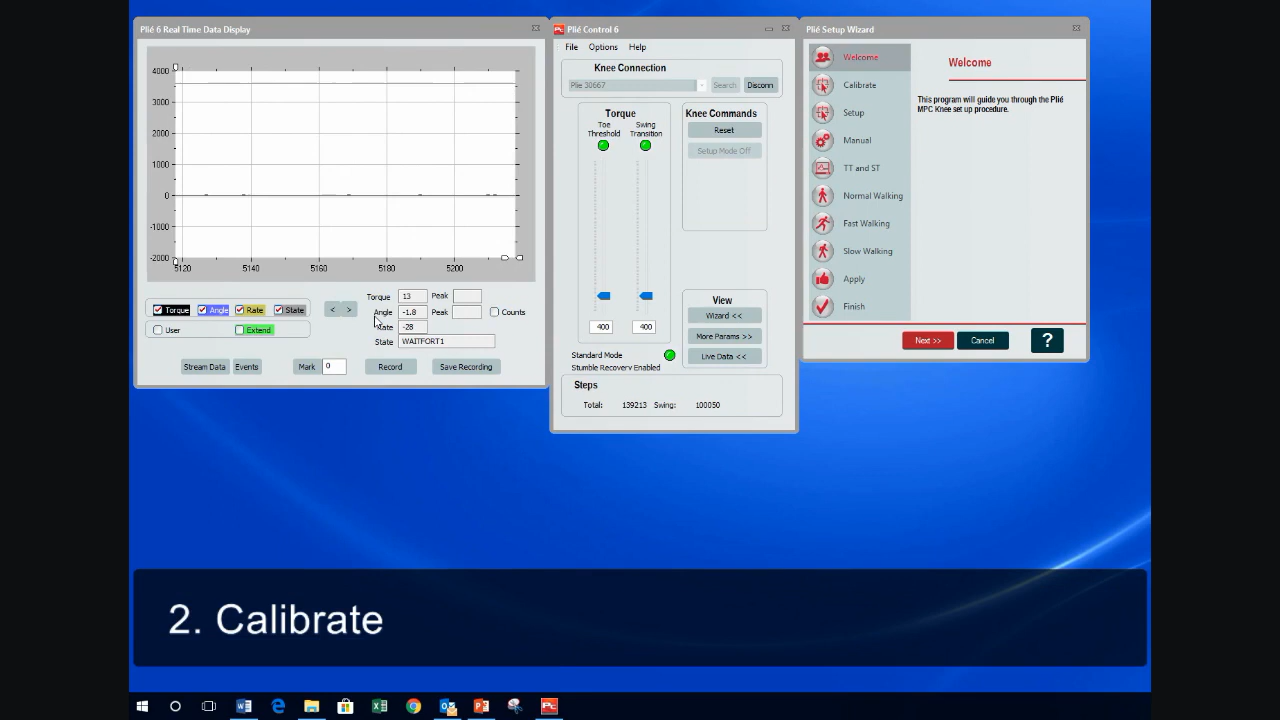 Plié 6 Real Time Data Display
4000
3000
2000
1000
0
-1000
-2000
5120 5140 5160 5180 5200
Torque Angle Rate State
User Extend
< >
Torque 13 Peak
Angle -1.8 Peak Counts
Rate -28
State WAITFORT1
Stream Data Events Mark 0 Record Save Recording
Pc Plié Control 6
File Options Help
Knee Connection
Plie 30667 Search Disconn
Torque
Toe Threshold
Swing Transition
400 400
Knee Commands
Reset
Setup Mode Off
View
Wizard <<
More Params >>
Live Data <<
Standard Mode
Stumble Recovery Enabled
Steps
Total: 139213 Swing: 100050
Plié Setup Wizard
Welcome
Calibrate
Setup
Manual
TT and ST
Normal Walking
Fast Walking
Slow Walking
Apply
Finish
Welcome
This program will guide you through the Plié
MPC Knee set up procedure.
Next >> Cancel ?
2. Calibrate